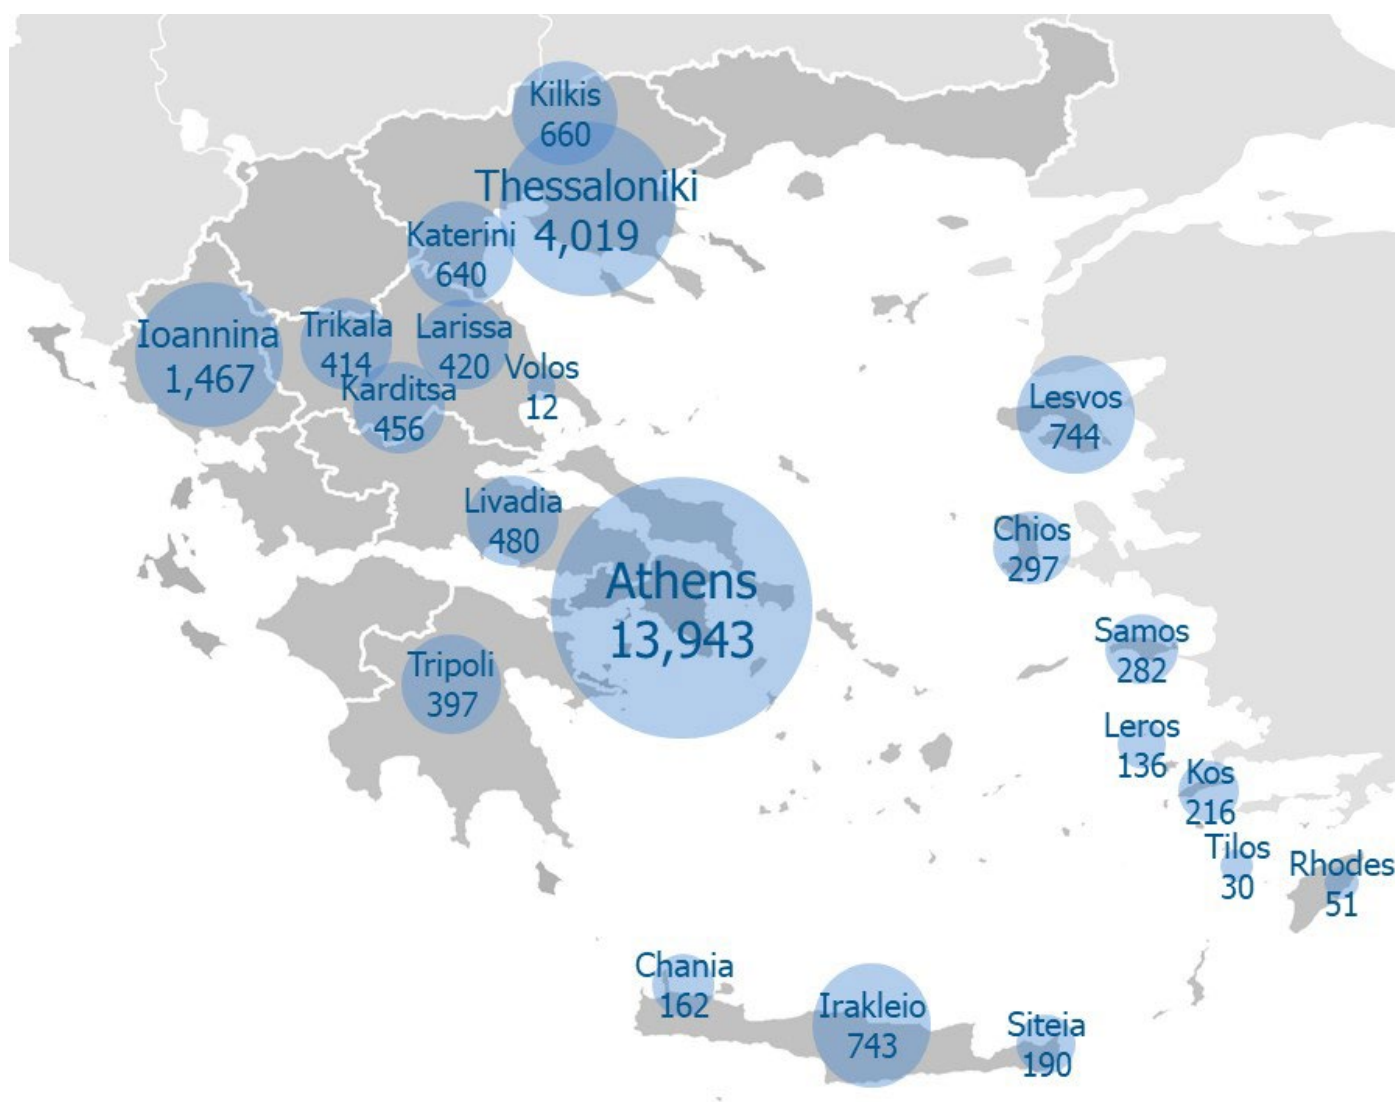 Kilkis
660
Thessaloniki
4,019
Katerini
640
Ioannina
1,467
Trikala
414
Larissa
420
Volos
12
Karditsa
456
Lesvos
744
Livadia
480
Chios
297
Athens
13,943
Samos
282
Tripoli
397
Leros
136
Kos
216
Tilos
30
Rhodes
51
Chania
162
Irakleio
743
Siteia
190